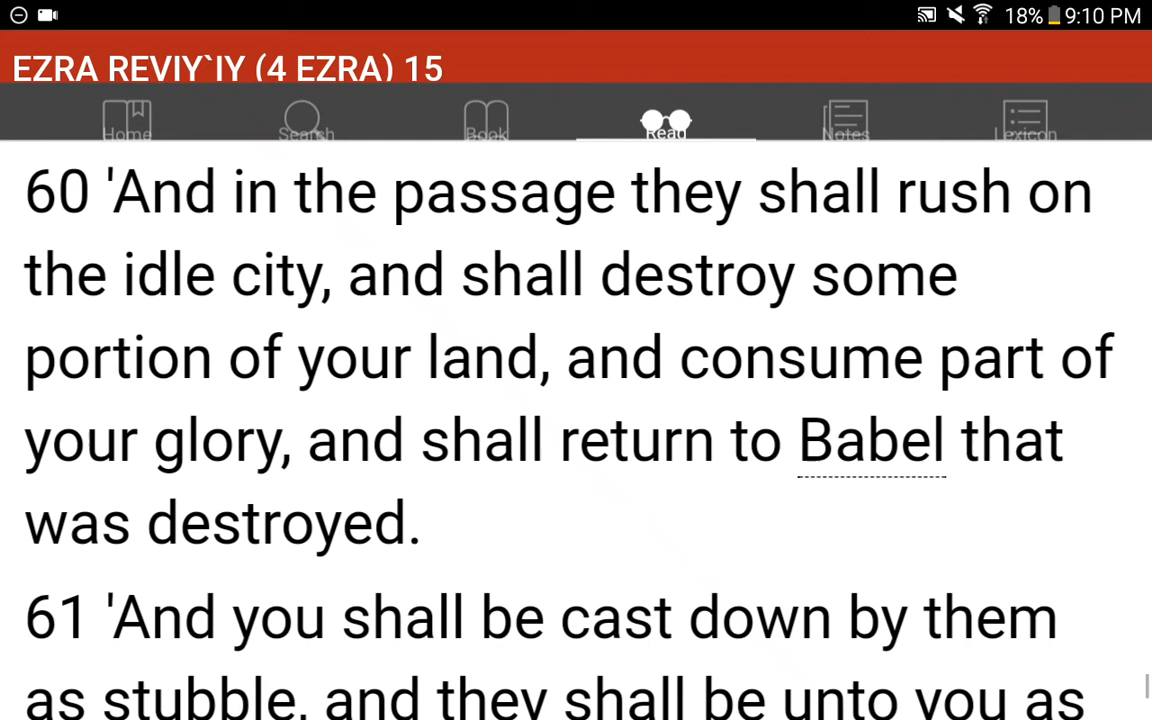 18% 9:10 PM
EZRA REVIY`IY (4 EZRA) 15
Home Search Book Read Notes Lexicon
60 'And in the passage they shall rush on
the idle city, and shall destroy some
portion of your land, and consume part of
your glory, and shall return to Babel that
was destroyed.
61 'And you shall be cast down by them
as stubble, and they shall be unto you as